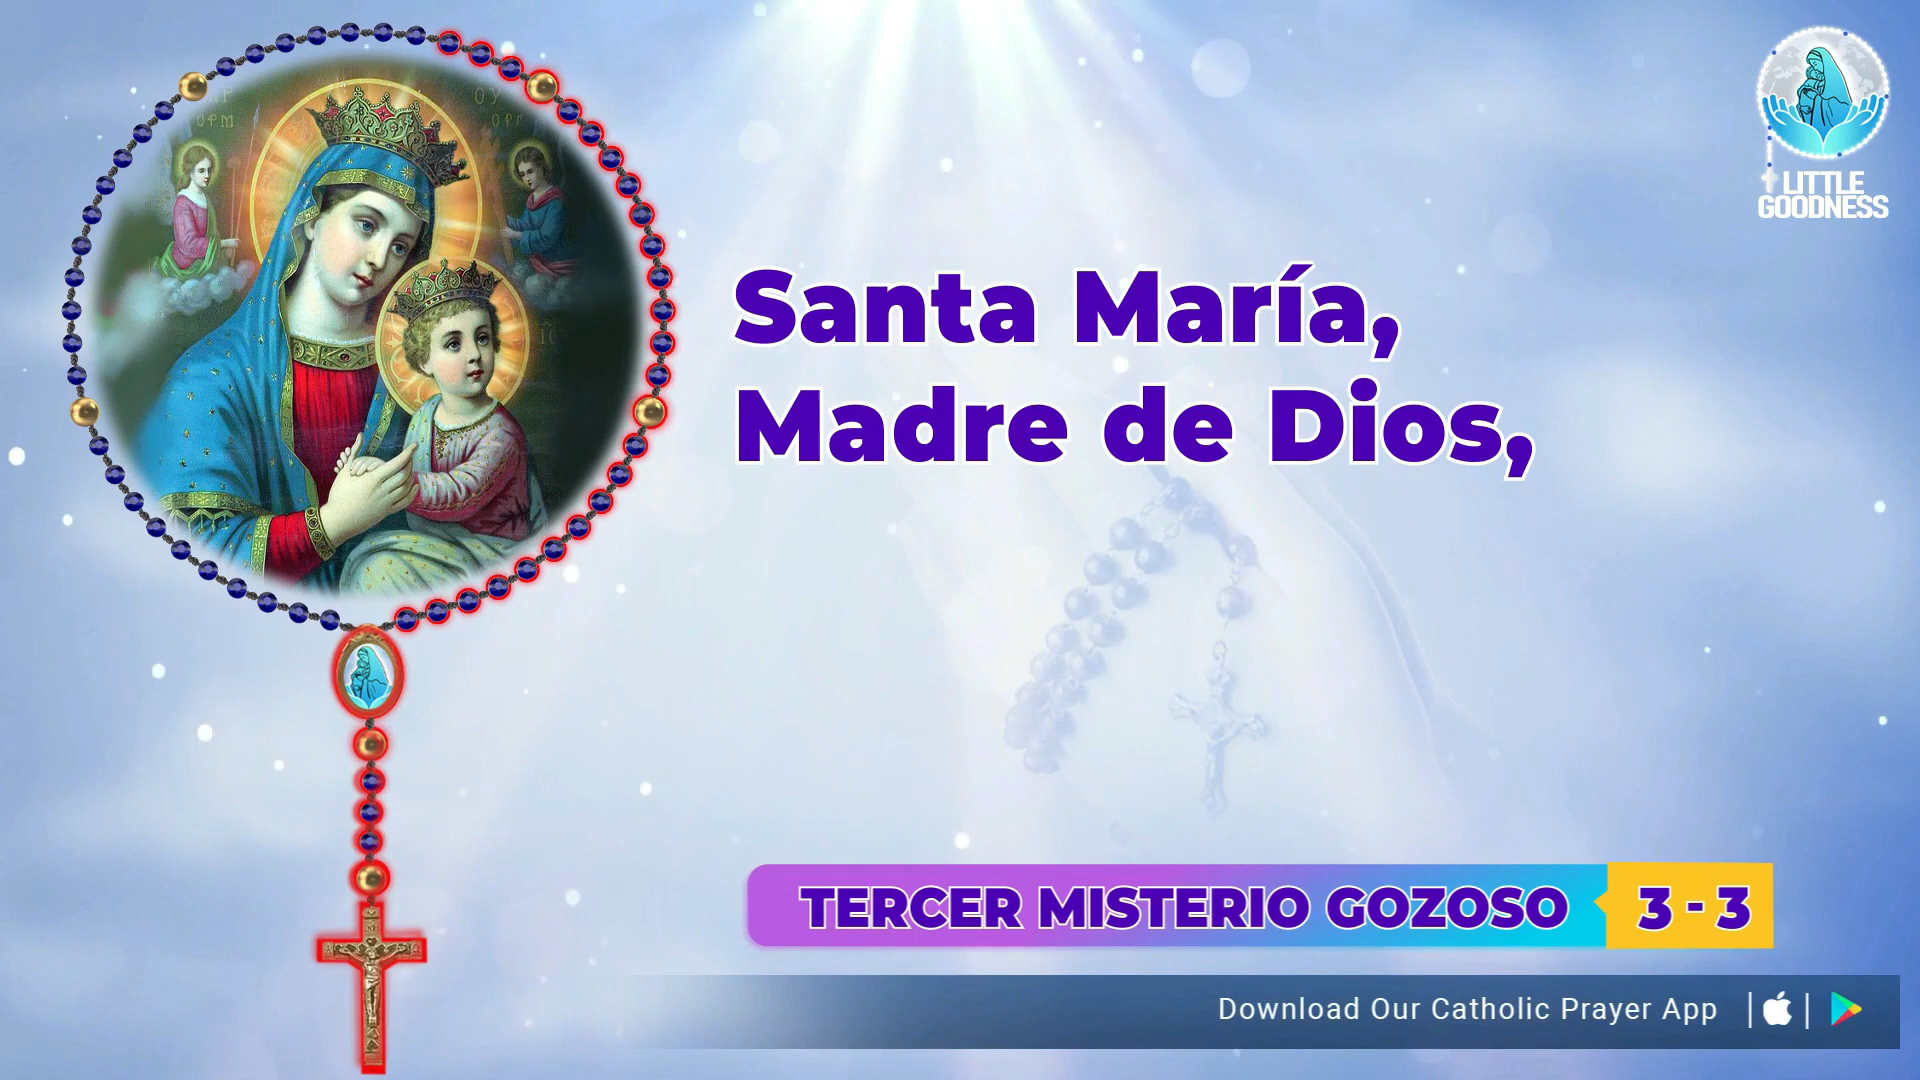 LITTLE
GOODNESS
Santa María,
Madre de Dios,
TERCER MISTERIO GOZOSO 3 - 3
Download Our Catholic Prayer App